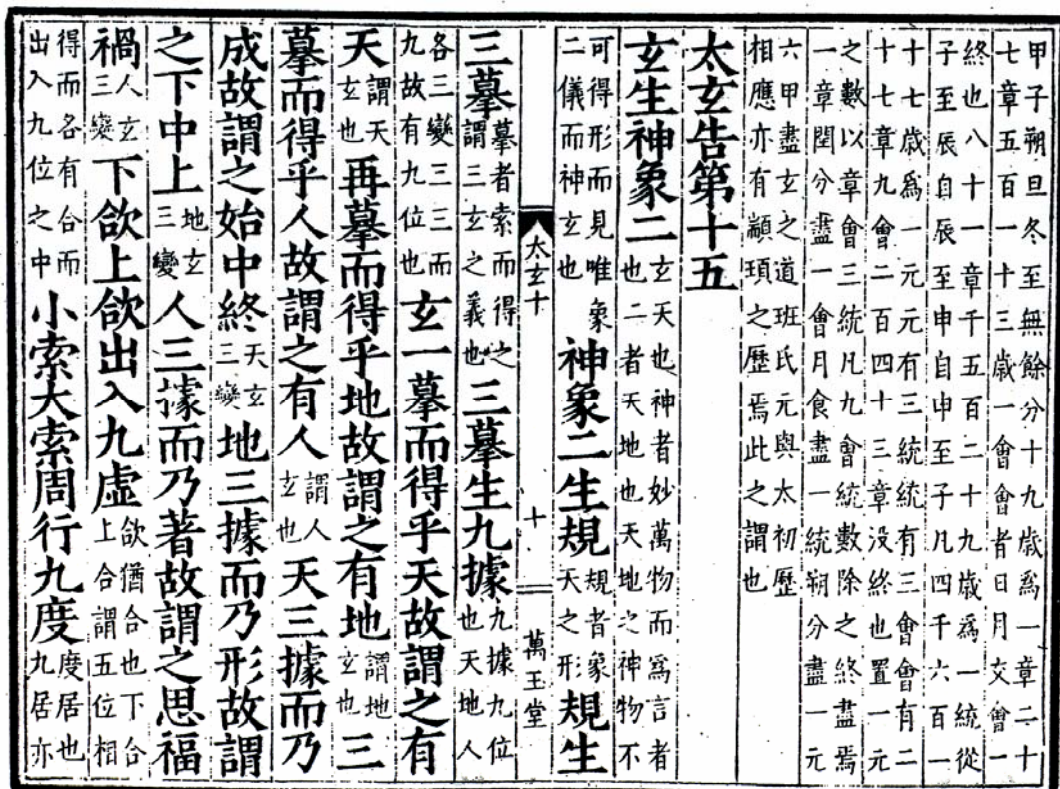 甲子朔旦冬至無餘分十九歲爲一章二十
七章五百一十三歲一會會者日月交會一
終也八十一章千五百二十九歲爲一統從
子至辰自辰至申自申至子凡四千六百一
十七歲爲一元元有三統統有三會會有二
十七章九會二百四十三章没終也置一元
之數以章會三統凡九會統數除之終盡焉
一章閏分盡一會月食盡一統朔分盡一元
六甲盡玄之道班氏元與太初歷
相應亦有顓頊之歷焉此之謂也
太玄告第十五
玄生神象二玄天也神者妙萬物而爲言者
也二者天地也天地之神物不
可得形而見唯象
二儀而神玄也神象二生規規者象
天之形規生
太玄十
十
萬玉堂
三摹摹者索而得之
謂三玄之義也三摹生九據九據九位
也天地人
各三變三三而
九故有九位也玄一摹而得乎天故謂之有
天謂天
玄也再摹而得乎地故謂之有地謂地
玄也三
摹而得乎人故謂之有人謂人
玄也天三據而乃
成故謂之始中終天玄
三變地三據而乃形故謂
之下中上地玄
三變人三據而乃著故謂之思福
禍人玄
三變下欱上欱出入九虛欱猶合也下合
上合謂五位相
得而各有合而
出入九位之中小索大索周行九度度居也
九居亦